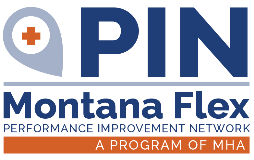 PIN
Montana Flex
PERFORMANCE IMPROVEMENT NETWORK
A PROGRAM OF MHA